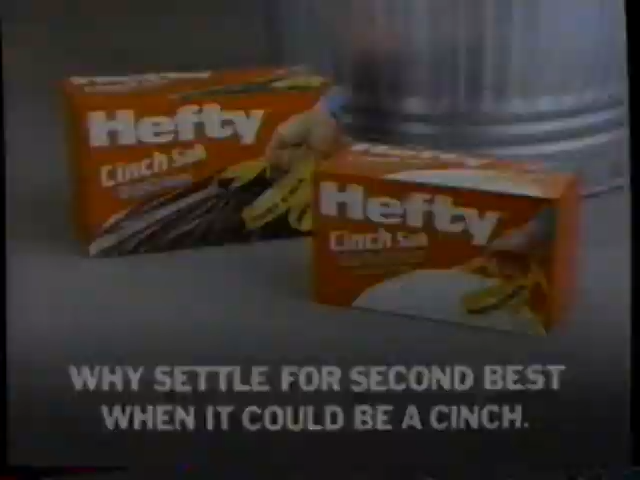 Hefty
Cinch Sak
Hefty
Cinch Sak
WHY SETTLE FOR SECOND BEST
WHEN IT COULD BE A CINCH.